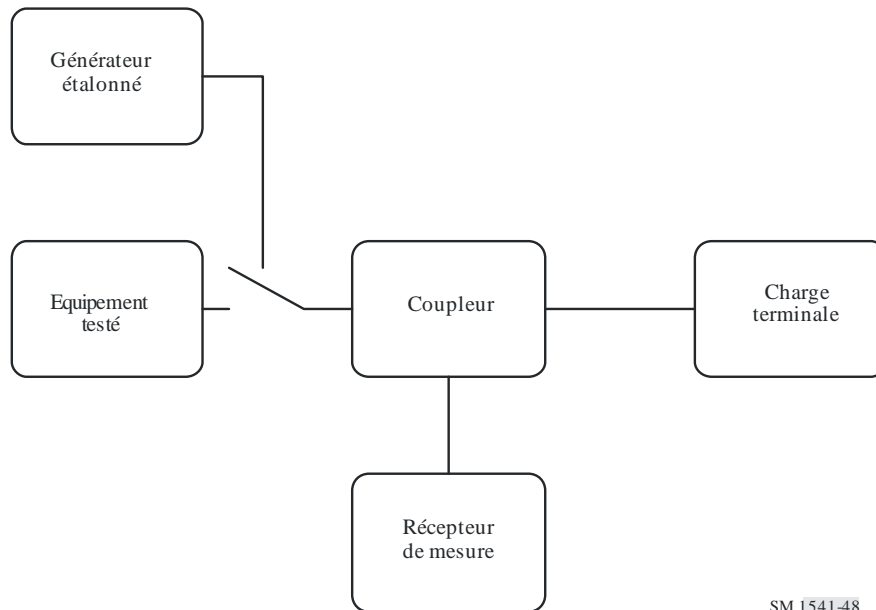 Générateur
étalonné
Equipement
testé
Coupleur
Charge
terminale
Récepteur
de mesure
SM 1541-48